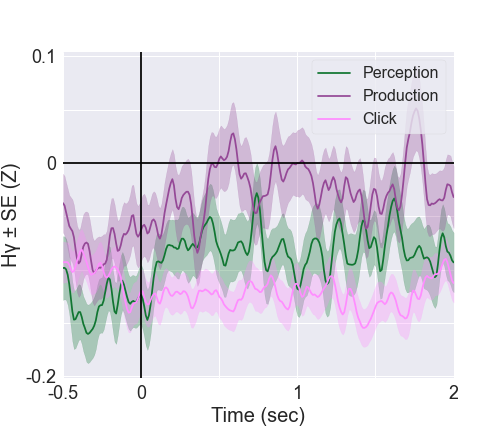 0.1
0
-0.2
Hγ ± SE (Z)
Perception
Production
Click
-0.5 0 1 2
Time (sec)